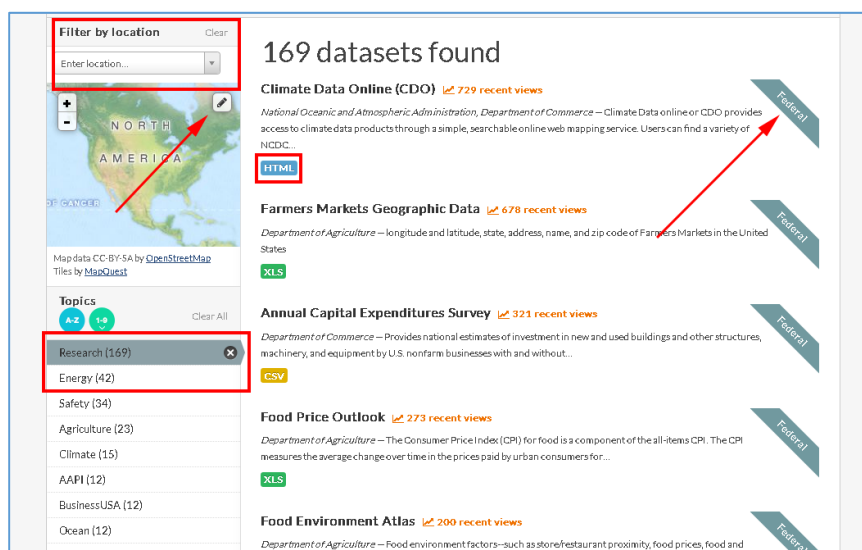 Filter by location Clear
Enter location...
+
-
NORTH
AMERICA
OF CANCER
Map data CC-BY-SA by OpenStreetMap
Tiles by MapQuest
Topics
A-Z 1-9 Clear All
Research (169)
Energy (42)
Safety (34)
Agriculture (23)
Climate (15)
AAPI (12)
BusinessUSA (12)
Ocean (12)
169 datasets found
Climate Data Online (CDO) 729 recent views
Federal
National Oceanic and Atmospheric Administration, Department of Commerce — Climate Data online or CDO provides
access to climate data products through a simple, searchable online web mapping service. Users can find a variety of
NCDC...
HTML
Farmers Markets Geographic Data 678 recent views
Federal
Department of Agriculture — longitude and latitude, state, address, name, and zip code of Farmers Markets in the United
States
XLS
Annual Capital Expenditures Survey 321 recent views
Federal
Department of Commerce — Provides national estimates of investment in new and used buildings and other structures,
machinery, and equipment by U.S. nonfarm businesses with and without...
CSV
Food Price Outlook 273 recent views
Federal
Department of Agriculture — The Consumer Price Index (CPI) for food is a component of the all-items CPI. The CPI
measures the average change over time in the prices paid by urban consumers for...
XLS
Food Environment Atlas 200 recent views
Federal
Department of Agriculture — Food environment factors--such as store/restaurant proximity, food prices, food and